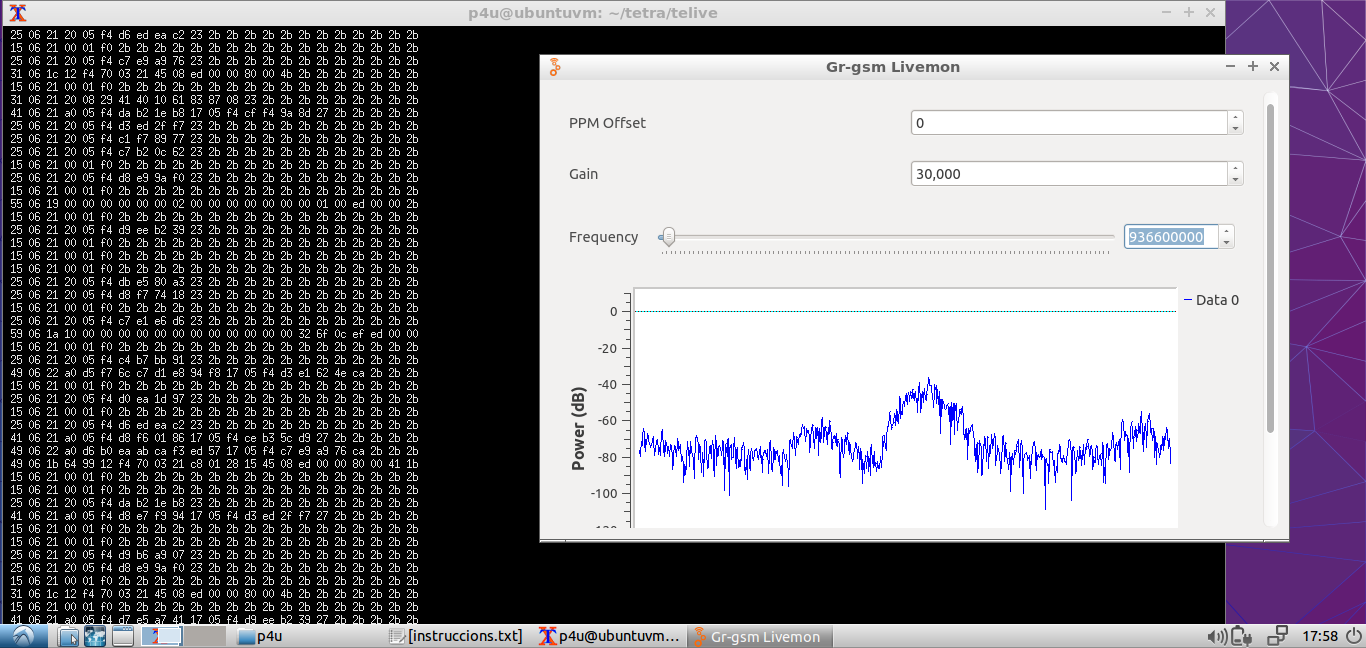 p4u@ubuntuvm: ~/tetra/telive
25 06 21 20 05 f4 d6 ed ea c2 23 2b 2b 2b 2b 2b 2b 2b 2b 2b 2b 2b 2b
15 06 21 00 01 f0 2b 2b 2b 2b 2b 2b 2b 2b 2b 2b 2b 2b 2b 2b 2b 2b 2b
25 06 21 20 05 f4 c7 e9 a9 76 23 2b 2b 2b 2b 2b 2b 2b 2b 2b 2b 2b 2b
31 06 1c 12 f4 70 03 21 45 08 ed 00 00 80 00 4b 2b 2b 2b 2b 2b 2b 2b
15 06 21 00 01 f0 2b 2b 2b 2b 2b 2b 2b 2b 2b 2b 2b 2b 2b 2b 2b 2b 2b
31 06 21 20 08 29 41 40 10 61 83 87 08 23 2b 2b 2b 2b 2b 2b 2b 2b 2b
41 06 21 a0 05 f4 da b2 1e b8 17 05 f4 cf f4 9a 8d 27 2b 2b 2b 2b 2b
25 06 21 20 05 f4 d3 ed 2f f7 23 2b 2b 2b 2b 2b 2b 2b 2b 2b 2b 2b 2b
25 06 21 20 05 f4 c1 f7 89 77 23 2b 2b 2b 2b 2b 2b 2b 2b 2b 2b 2b 2b
25 06 21 20 05 f4 c7 b2 0c 62 23 2b 2b 2b 2b 2b 2b 2b 2b 2b 2b 2b 2b
15 06 21 00 01 f0 2b 2b 2b 2b 2b 2b 2b 2b 2b 2b 2b 2b 2b 2b 2b 2b 2b
25 06 21 20 05 f4 d8 e9 9a f0 23 2b 2b 2b 2b 2b 2b 2b 2b 2b 2b 2b 2b
15 06 21 00 01 f0 2b 2b 2b 2b 2b 2b 2b 2b 2b 2b 2b 2b 2b 2b 2b 2b 2b
55 06 19 00 00 00 00 00 00 02 00 00 00 00 00 00 00 01 00 ed 00 00 2b
15 06 21 00 01 f0 2b 2b 2b 2b 2b 2b 2b 2b 2b 2b 2b 2b 2b 2b 2b 2b 2b
25 06 21 20 05 f4 d9 ee b2 39 23 2b 2b 2b 2b 2b 2b 2b 2b 2b 2b 2b 2b
15 06 21 00 01 f0 2b 2b 2b 2b 2b 2b 2b 2b 2b 2b 2b 2b 2b 2b 2b 2b 2b
15 06 21 00 01 f0 2b 2b 2b 2b 2b 2b 2b 2b 2b 2b 2b 2b 2b 2b 2b 2b 2b
15 06 21 00 01 f0 2b 2b 2b 2b 2b 2b 2b 2b 2b 2b 2b 2b 2b 2b 2b 2b 2b
25 06 21 20 05 f4 db e5 80 a3 23 2b 2b 2b 2b 2b 2b 2b 2b 2b 2b 2b 2b
25 06 21 20 05 f4 d8 f7 74 18 23 2b 2b 2b 2b 2b 2b 2b 2b 2b 2b 2b 2b
15 06 21 00 01 f0 2b 2b 2b 2b 2b 2b 2b 2b 2b 2b 2b 2b 2b 2b 2b 2b 2b
25 06 21 20 05 f4 c7 e1 e6 d6 23 2b 2b 2b 2b 2b 2b 2b 2b 2b 2b 2b 2b
59 06 1a 10 00 00 00 00 00 00 00 00 00 00 00 00 32 6f 0c ef ed 00 00
15 06 21 00 01 f0 2b 2b 2b 2b 2b 2b 2b 2b 2b 2b 2b 2b 2b 2b 2b 2b 2b
25 06 21 20 05 f4 c4 b7 bb 91 23 2b 2b 2b 2b 2b 2b 2b 2b 2b 2b 2b 2b
49 06 22 a0 d5 f7 6c c7 d1 e8 94 f8 17 05 f4 d3 e1 62 4e ca 2b 2b 2b
15 06 21 00 01 f0 2b 2b 2b 2b 2b 2b 2b 2b 2b 2b 2b 2b 2b 2b 2b 2b 2b
25 06 21 20 05 f4 d0 ea 1d 97 23 2b 2b 2b 2b 2b 2b 2b 2b 2b 2b 2b 2b
15 06 21 00 01 f0 2b 2b 2b 2b 2b 2b 2b 2b 2b 2b 2b 2b 2b 2b 2b 2b 2b
25 06 21 20 05 f4 d6 ed ea c2 23 2b 2b 2b 2b 2b 2b 2b 2b 2b 2b 2b 2b
41 06 21 a0 05 f4 d8 f6 01 86 17 05 f4 ce b3 5c d9 27 2b 2b 2b 2b 2b
49 06 22 a0 d6 b0 ea ab ca f3 ed 57 17 05 f4 c7 e9 a9 76 ca 2b 2b 2b
49 06 1b 64 99 12 f4 70 03 21 c8 01 28 15 45 08 ed 00 00 80 00 41 1b
15 06 21 00 01 f0 2b 2b 2b 2b 2b 2b 2b 2b 2b 2b 2b 2b 2b 2b 2b 2b 2b
15 06 21 00 01 f0 2b 2b 2b 2b 2b 2b 2b 2b 2b 2b 2b 2b 2b 2b 2b 2b 2b
25 06 21 20 05 f4 da b2 1e b8 23 2b 2b 2b 2b 2b 2b 2b 2b 2b 2b 2b 2b
41 06 21 a0 05 f4 d8 e7 f9 94 17 05 f4 d3 ed 2f f7 27 2b 2b 2b 2b 2b
15 06 21 00 01 f0 2b 2b 2b 2b 2b 2b 2b 2b 2b 2b 2b 2b 2b 2b 2b 2b 2b
15 06 21 00 01 f0 2b 2b 2b 2b 2b 2b 2b 2b 2b 2b 2b 2b 2b 2b 2b 2b 2b
25 06 21 20 05 f4 d9 b6 a9 07 23 2b 2b 2b 2b 2b 2b 2b 2b 2b 2b 2b 2b
25 06 21 20 05 f4 d8 e9 9a f0 23 2b 2b 2b 2b 2b 2b 2b 2b 2b 2b 2b 2b
15 06 21 00 01 f0 2b 2b 2b 2b 2b 2b 2b 2b 2b 2b 2b 2b 2b 2b 2b 2b 2b
31 06 1c 12 f4 70 03 21 45 08 ed 00 00 80 00 4b 2b 2b 2b 2b 2b 2b 2b
15 06 21 00 01 f0 2b 2b 2b 2b 2b 2b 2b 2b 2b 2b 2b 2b 2b 2b 2b 2b 2b
41 06 21 a0 05 f4 d7 e5 a7 41 17 05 f4 d9 ee b2 39 27 2b 2b 2b 2b 2b
Gr-gsm Livemon
PPM Offset
0
Gain
30,000
Frequency
936600000
Data 0
0
-20
-40
-60
-80
-100
Power (dB)
p4u
[instruccions.txt]
p4u@ubuntuvm...
Gr-gsm Livemon
17:58